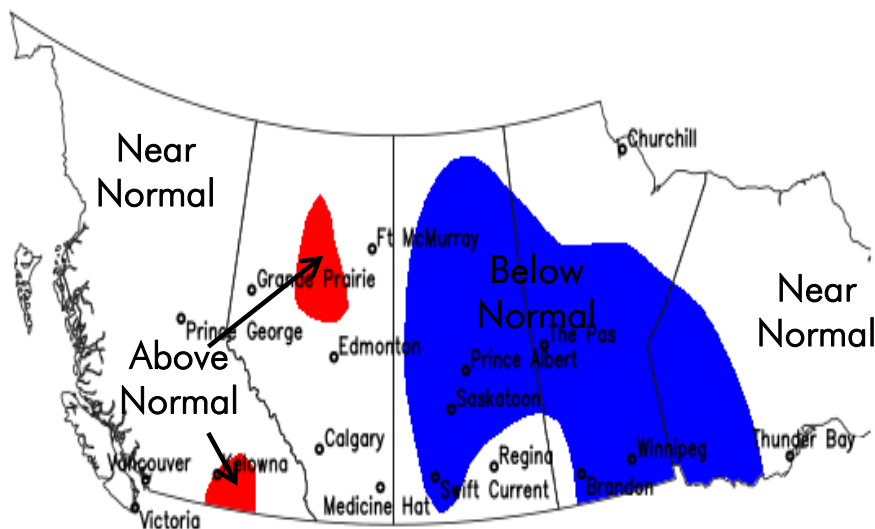 Churchill
Near
Normal
Ft McMurray
Grande Prairie
Below
Normal
Near
Normal
Prince George
The Pas
Edmonton
Above
Normal
Prince Albert
Saskatoon
Calgary
Winnipeg
Thunder Bay
Vancouver
Kelowna
Regina
Swift Current
Brandon
Medicine Hat
Victoria